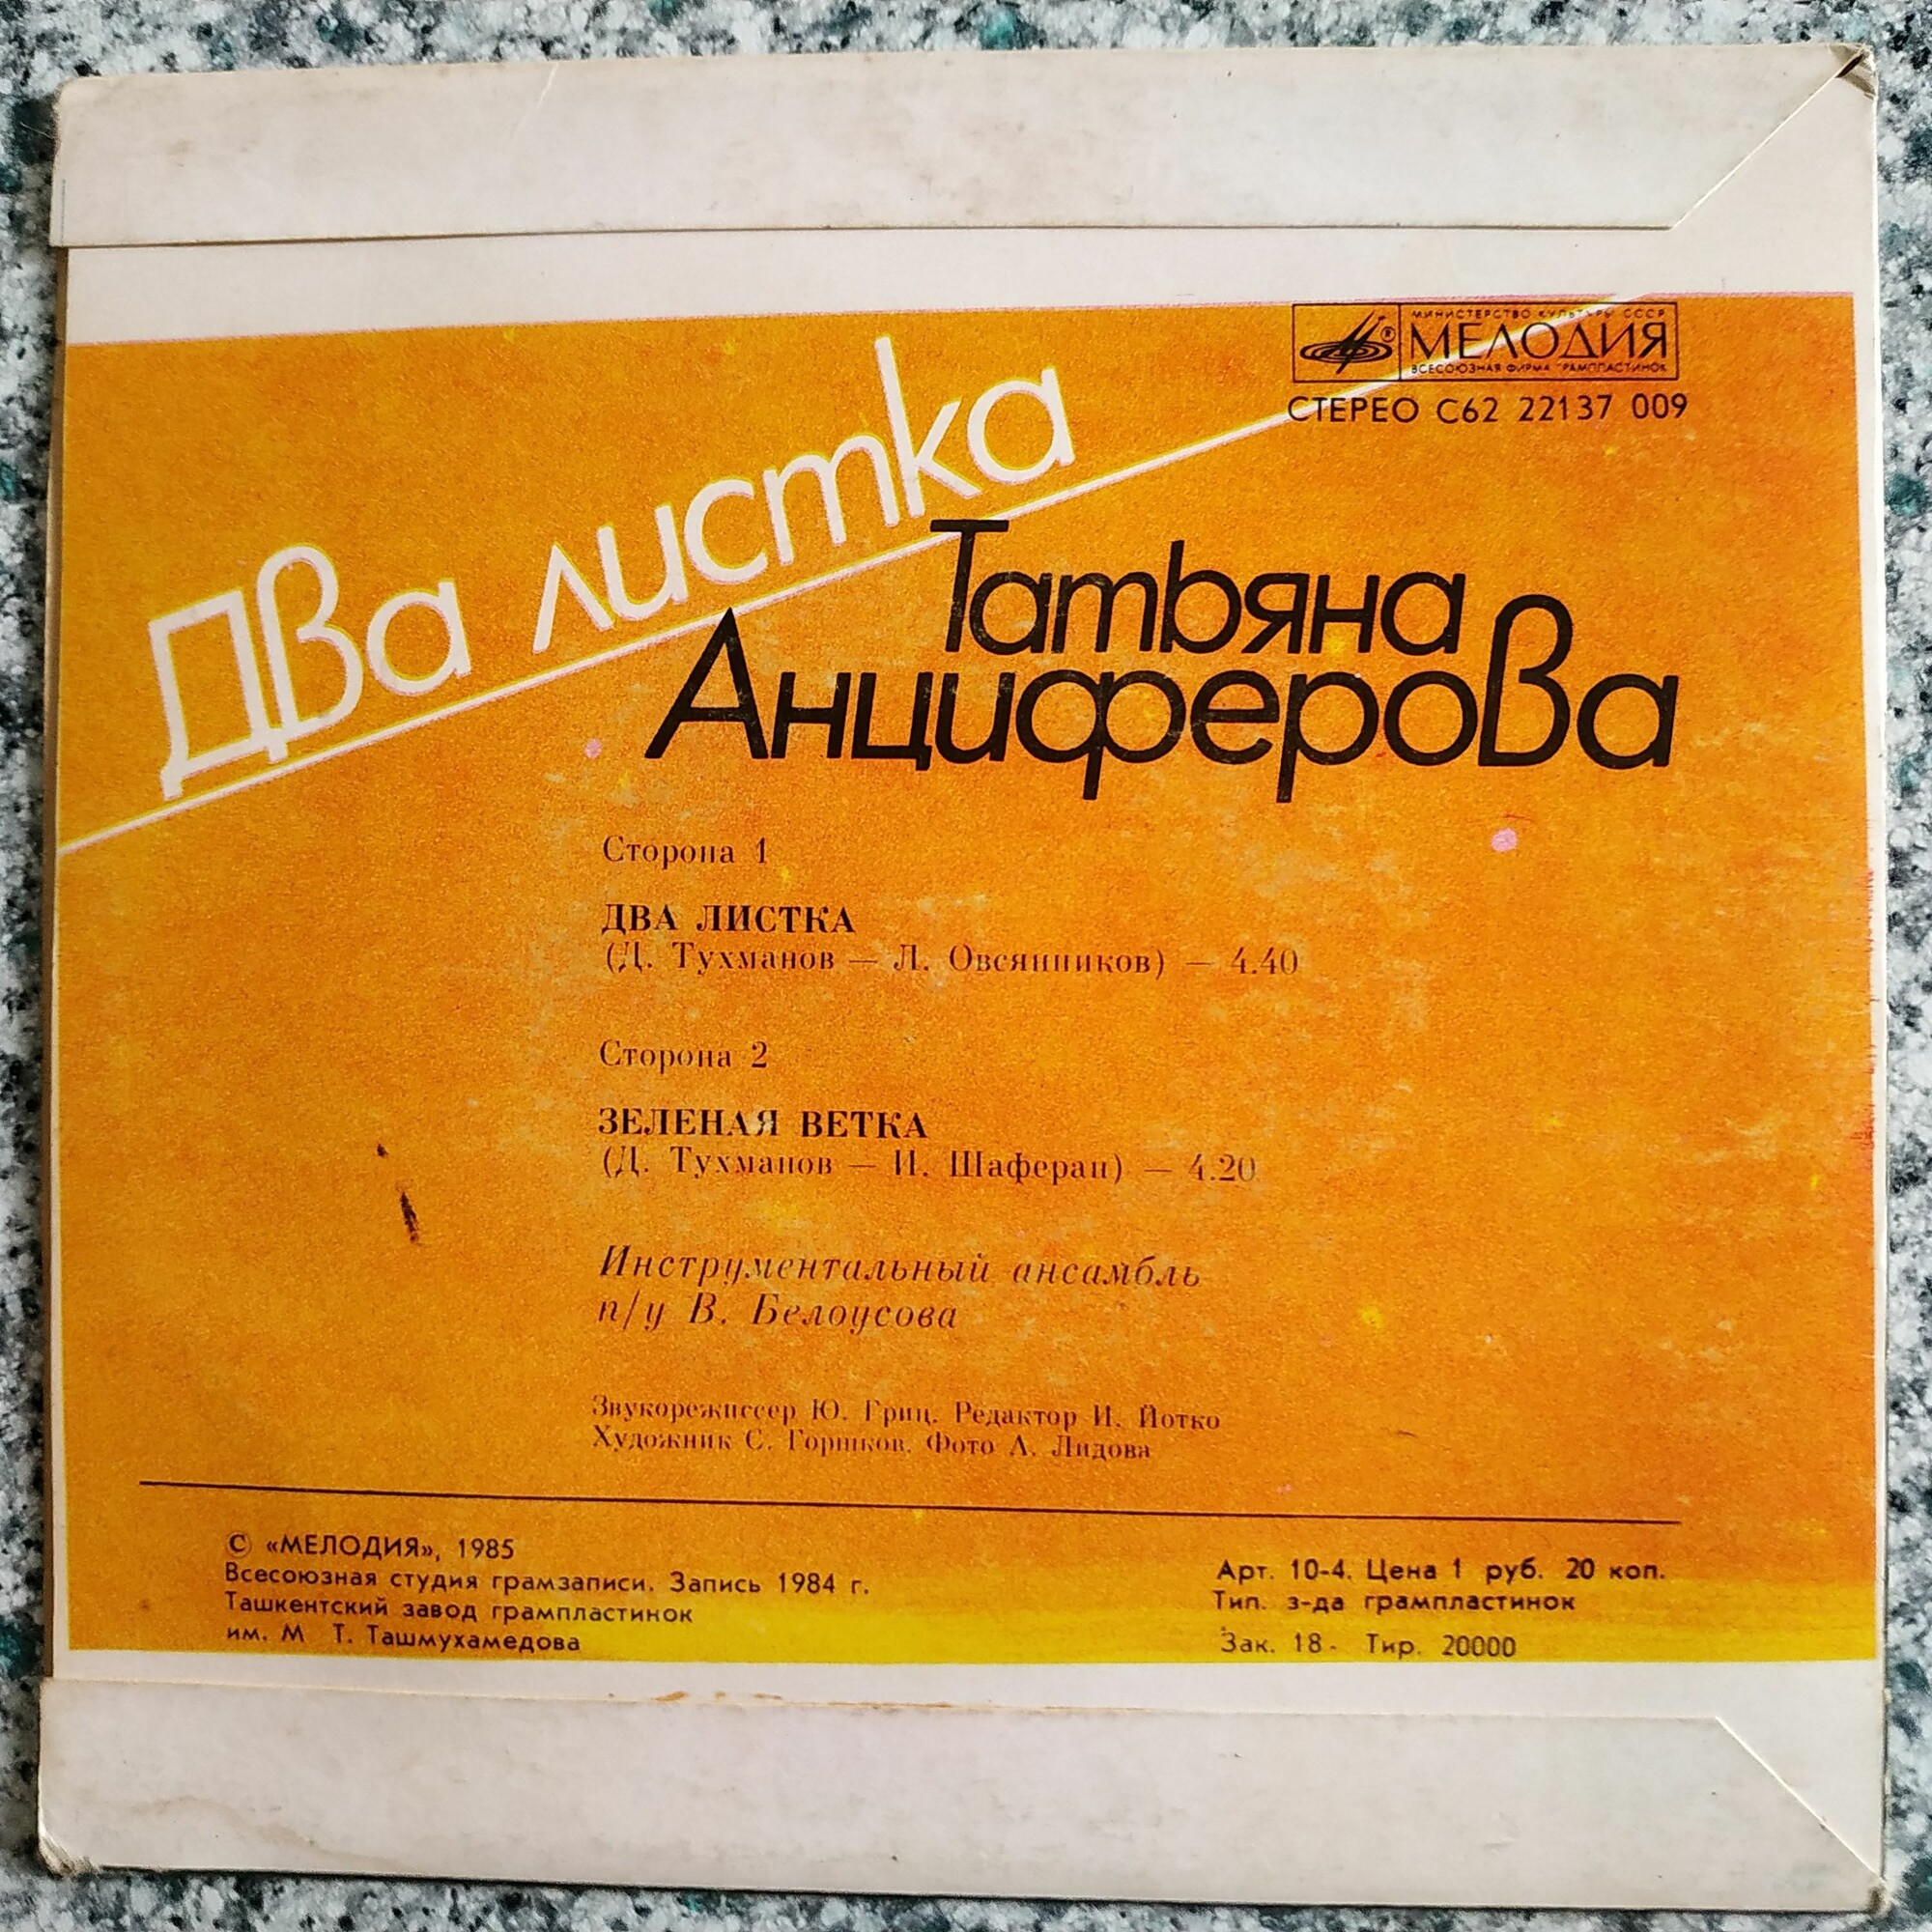 МИНИСТЕРСТВО КУЛЬТУРЫ СССР
МЕЛОДИЯ
ВСЕСОЮЗНАЯ ФИРМА ГРАМПЛАСТИНОК
СТЕРЕО С62 22137 009
Два листка
Татьяна
Анциферова
Сторона 1
ДВА ЛИСТКА
(Д. Тухманов — Л. Овсянников) — 4.40
Сторона 2
ЗЕЛЕНАЯ ВЕТКА
(Д. Тухманов — И. Шаферан) — 4.20
Инструментальный ансамбль
п/у В. Белоусова
Звукорежиссер Ю. Гриц. Редактор И. Йотко
Художник С. Горшков. Фото А. Лидова
© «МЕЛОДИЯ», 1985
Всесоюзная студия грамзаписи. Запись 1984 г.
Ташкентский завод грампластинок
им. М Т. Ташмухамедова
Арт. 10-4. Цена 1 руб. 20 коп.
Тип. з-да грампластинок
Зак. 18- Тир. 20000